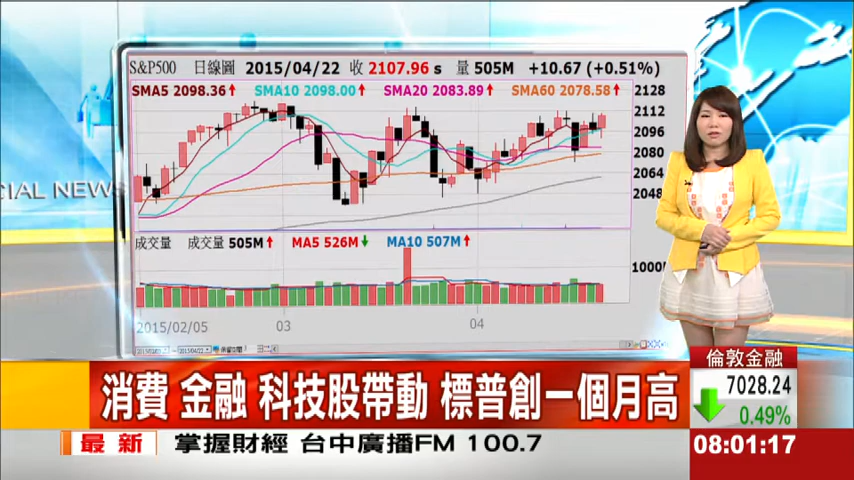 S&P500 日線圖 2015/04/22 收 2107.96 s 量 505M +10.67 (+0.51%)
SMA5 2098.36 SMA10 2098.00 SMA20 2083.89 SMA60 2078.58
2128
2112
2096
2080
2064
2048
CIAL NEWS
成交量 成交量 505M MA5 526M MA10 507M
1000
2015/02/05 03 04
消費 金融 科技股帶動 標普創一個月高
倫敦金融
7028.24
0.49%
最新 掌握財經 台中廣播FM 100.7
08:01:17